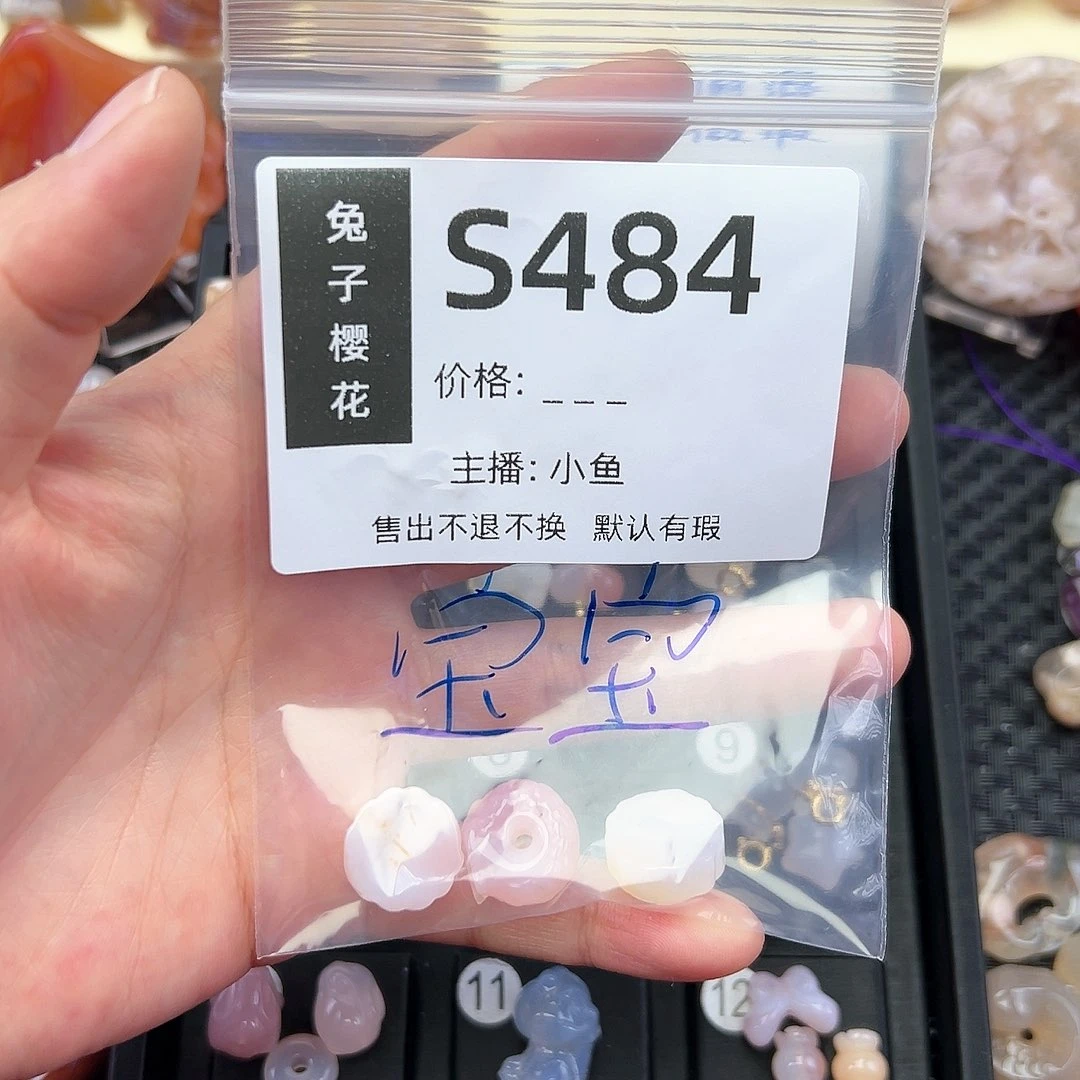 兔子樱花
S484
价格: _ _ _
主播: 小鱼
售出不退不换 默认有瑕
宝宝
9
11
12